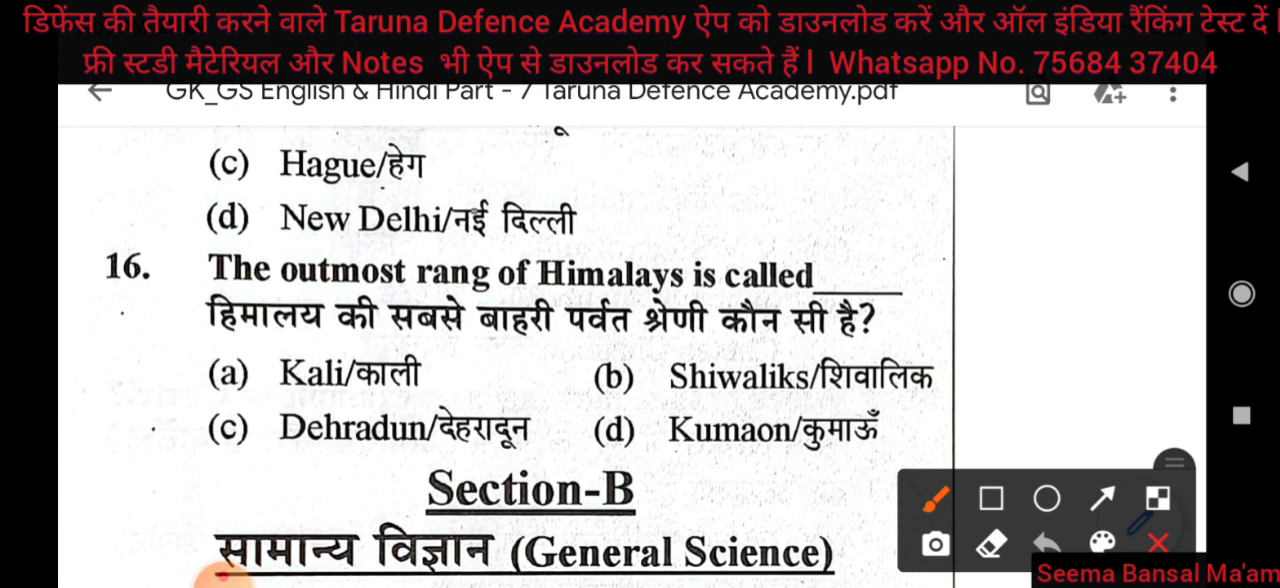 डिफेंस की तैयारी करने वाले Taruna Defence Academy ऐप को डाउनलोड करें और ऑल इंडिया रैंकिंग टेस्ट दें।
फ्री स्टडी मैटेरियल और Notes भी ऐप से डाउनलोड कर सकते हैं। Whatsapp No. 75684 37404
GK_GS English & Hindi Part - 7 Taruna Defence Academy.pdf
(c) Hague/हेग
(d) New Delhi/नई दिल्ली
16. The outmost rang of Himalays is called______
हिमालय की सबसे बाहरी पर्वत श्रेणी कौन सी है?
(a) Kali/काली (b) Shiwaliks/शिवालिक
(c) Dehradun/देहरादून (d) Kumaon/कुमाऊँ
Section-B
सामान्य विज्ञान (General Science)
Seema Bansal Ma'am